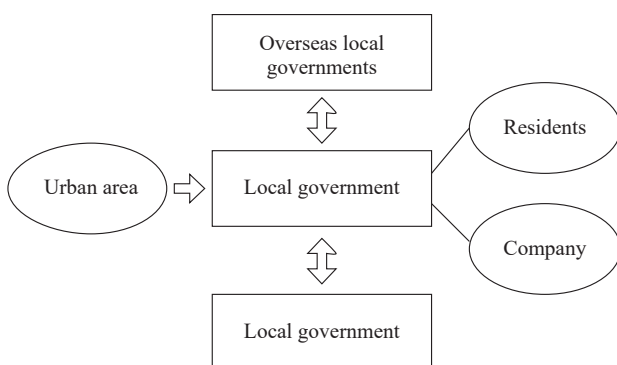 Overseas local
governments
Residents
Urban area
Local government
Company
Local government